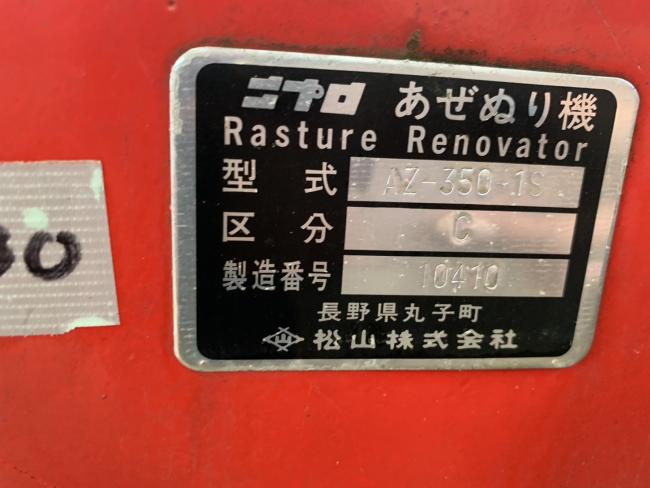 ニプロ あぜぬり機
Rasture Renovator
型式 AZ-350-1S
区分 C
製造番号 10410
長野県丸子町
松山株式会社